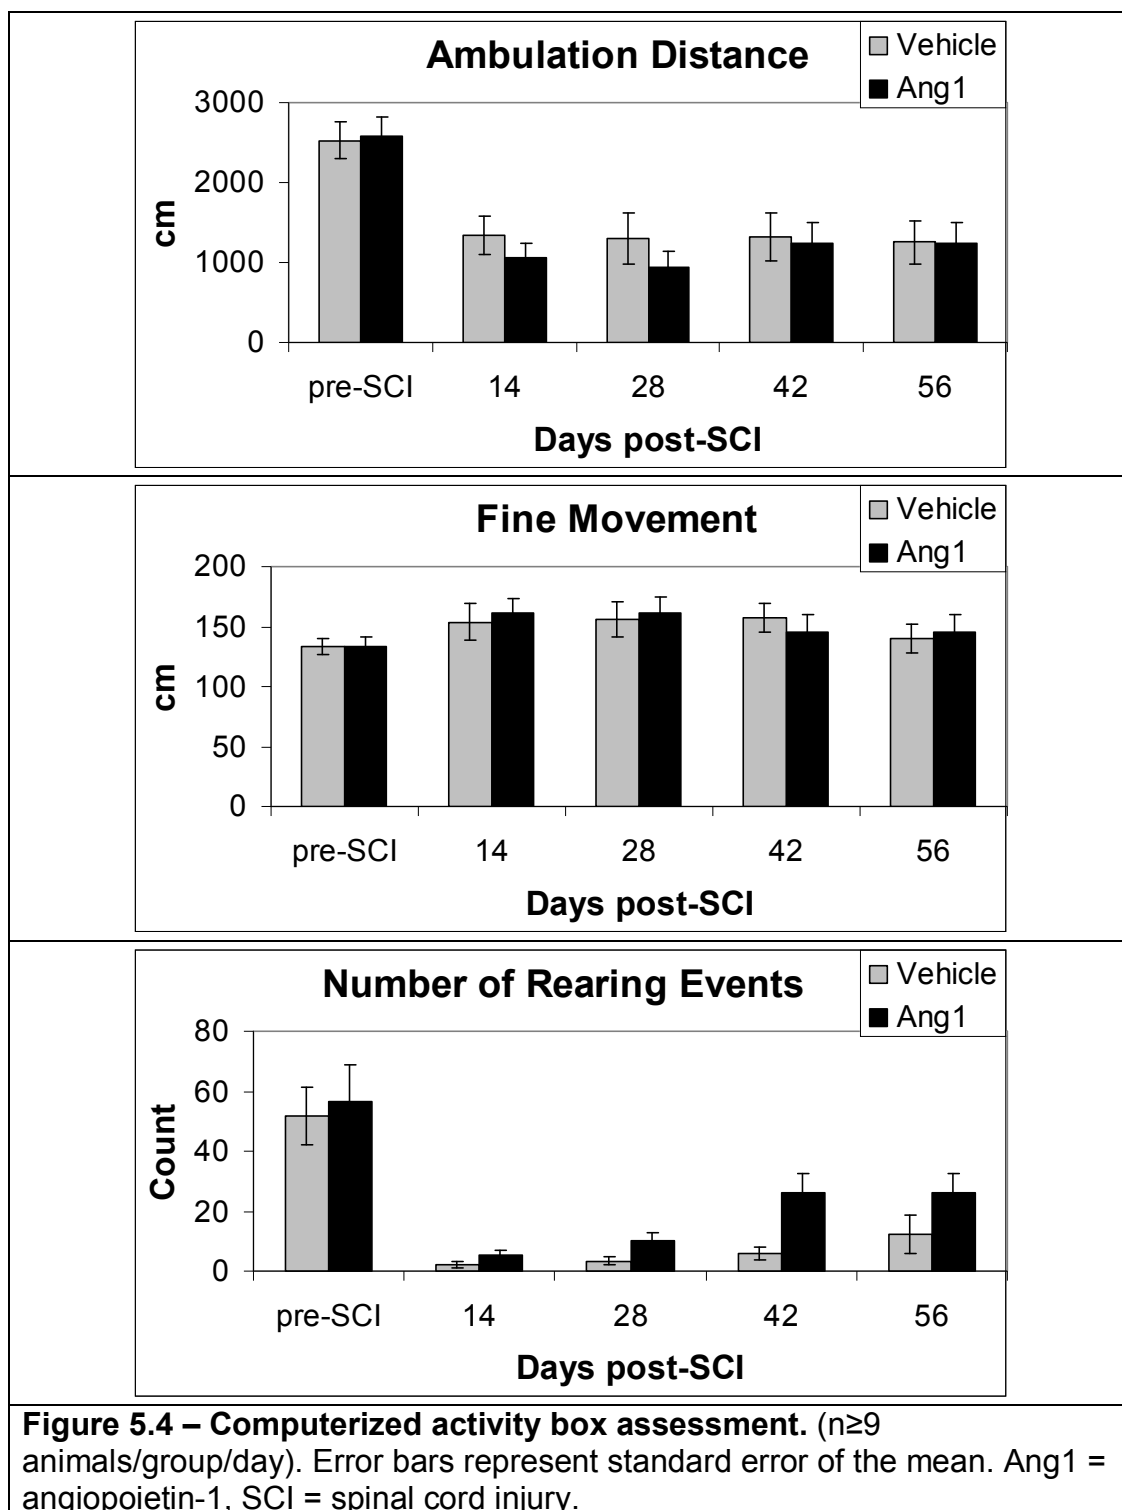 Ambulation Distance
Vehicle
Ang1
3000
2000
1000
0
cm
pre-SCI 14 28 42 56
Days post-SCI
Fine Movement
Vehicle
Ang1
200
150
100
50
0
cm
pre-SCI 14 28 42 56
Days post-SCI
Number of Rearing Events
Vehicle
Ang1
80
60
40
20
0
Count
pre-SCI 14 28 42 56
Days post-SCI
Figure 5.4 – Computerized activity box assessment. (n≥9
animals/group/day). Error bars represent standard error of the mean. Ang1 =
angiopoietin-1, SCI = spinal cord injury.